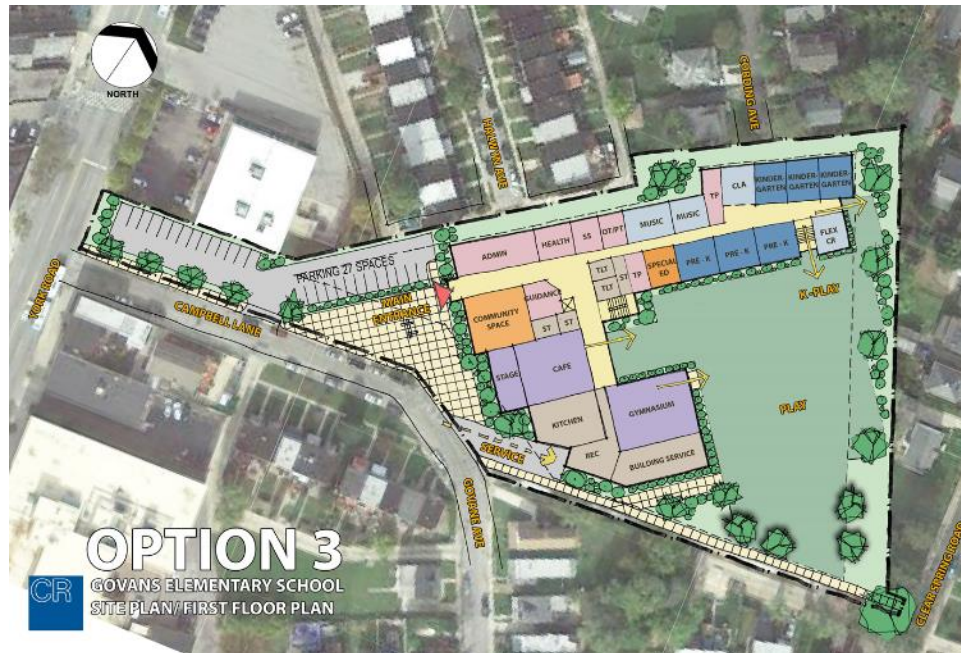 NORTH
YORK ROAD
CAMPBELL LANE
HALWYN AVE
CORDING AVE
PARKING 27 SPACES
MAIN
ENTRANCE
ADMIN
HEALTH
SS
OT/PT
MUSIC
MUSIC
TP
CLA
KINDER-
GARTEN
KINDER-
GARTEN
KINDER-
GARTEN
FLEX
CR
TLT
TLT
ST
TP
SPECIAL
ED
PRE - K
PRE - K
PRE - K
K -PLAY
COMMUNITY
SPACE
GUIDANCE
ST
ST
STAGE
CAFE
KITCHEN
GYMNASIUM
REC
BUILDING SERVICE
PLAY
SERVICE
GOVANE AVE
CLEAR SPRING ROAD
OPTION 3
CR
GOVANS ELEMENTARY SCHOOL
SITE PLAN/ FIRST FLOOR PLAN